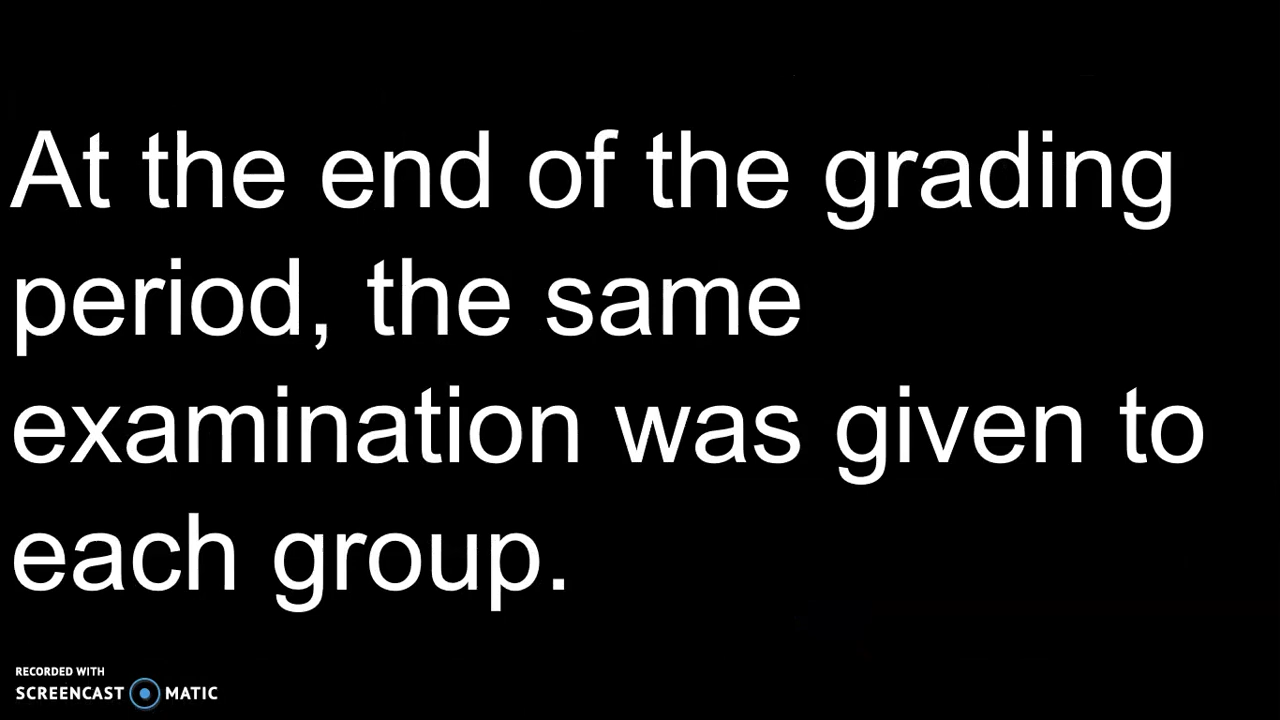 At the end of the grading
period, the same
examination was given to
each group.
RECORDED WITH
SCREENCAST MATIC